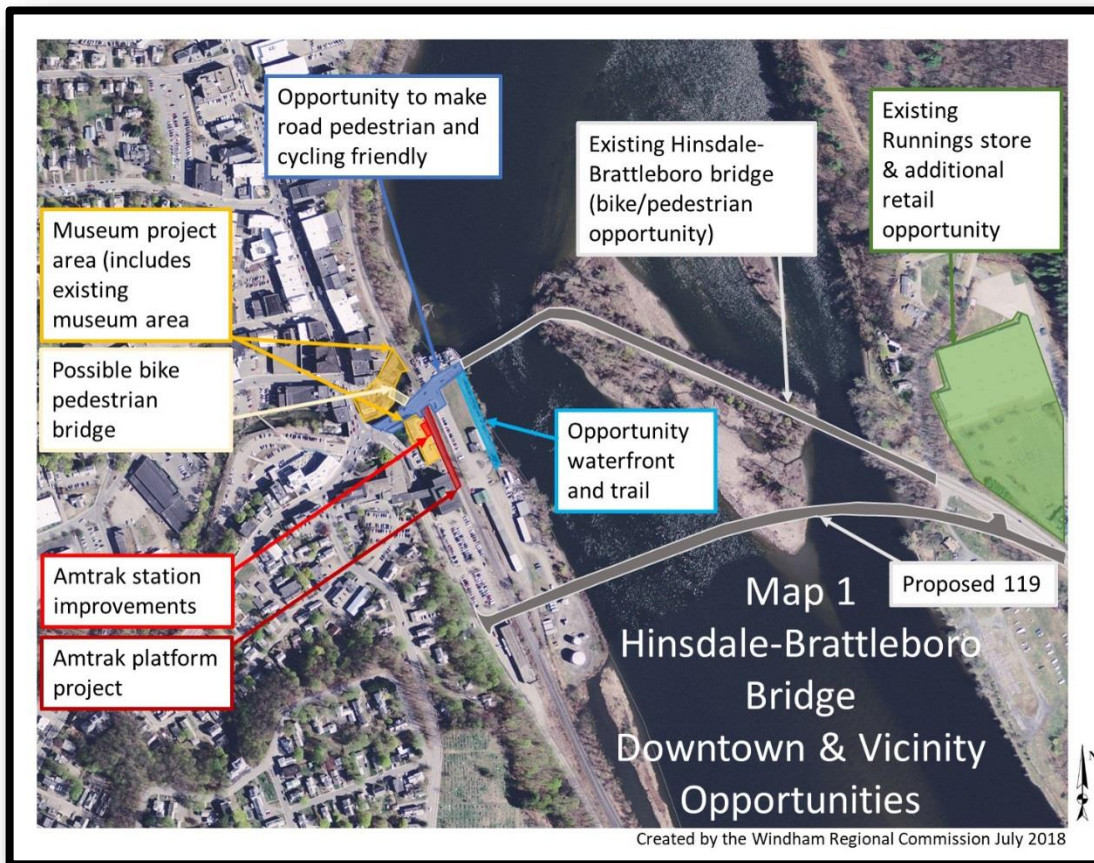 Opportunity to make
road pedestrian and
cycling friendly
Existing Hinsdale-
Brattleboro bridge
(bike/pedestrian
opportunity)
Existing
Runnings store
& additional
retail
opportunity
Museum project
area (includes
existing
museum area
Possible bike
pedestrian
bridge
Opportunity
waterfront
and trail
Amtrak station
improvements
Amtrak platform
project
Proposed 119
Map 1
Hinsdale-Brattleboro
Bridge
Downtown & Vicinity
Opportunities
N
Created by the Windham Regional Commission July 2018